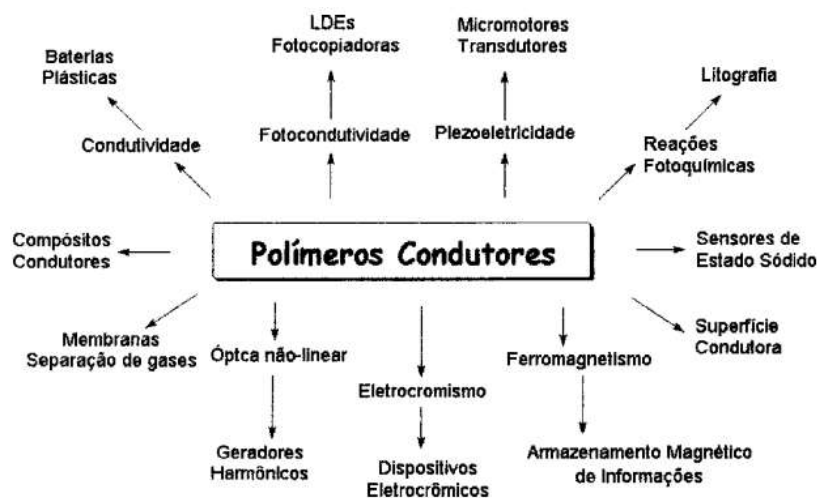 LDEs
Fotocopiadoras
Micromotores
Transdutores
Baterias
Plásticas
Litografia
Condutividade
Fotocondutividade
Piezoeletricidade
Reações
Fotoquímicas
Compósitos
Condutores
Polímeros Condutores
Sensores de
Estado Sódido
Membranas
Separação de gases
Óptca não-linear
Eletrocromismo
Ferromagnetismo
Superfície
Condutora
Geradores
Harmônicos
Dispositivos
Eletrocrômicos
Armazenamento Magnético
de Informações